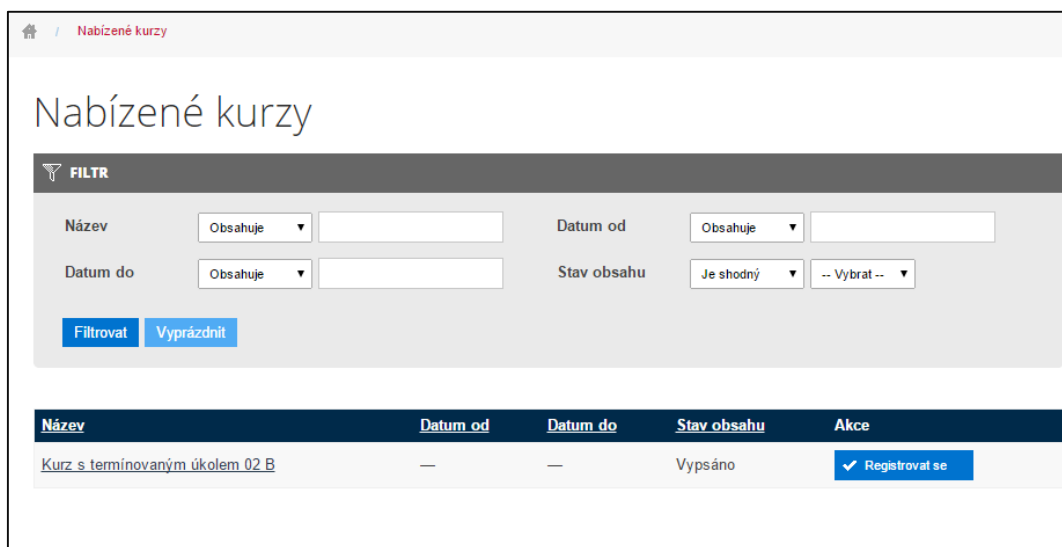 / Nabízené kurzy
Nabízené kurzy
FILTR
Název Obsahuje Datum od Obsahuje
Datum do Obsahuje Stav obsahu Je shodný -- Vybrat --
Filtrovat Vyprázdnit
Název Datum od Datum do Stav obsahu Akce
Kurz s termínovaným úkolem 02 B — — Vypsáno Registrovat se